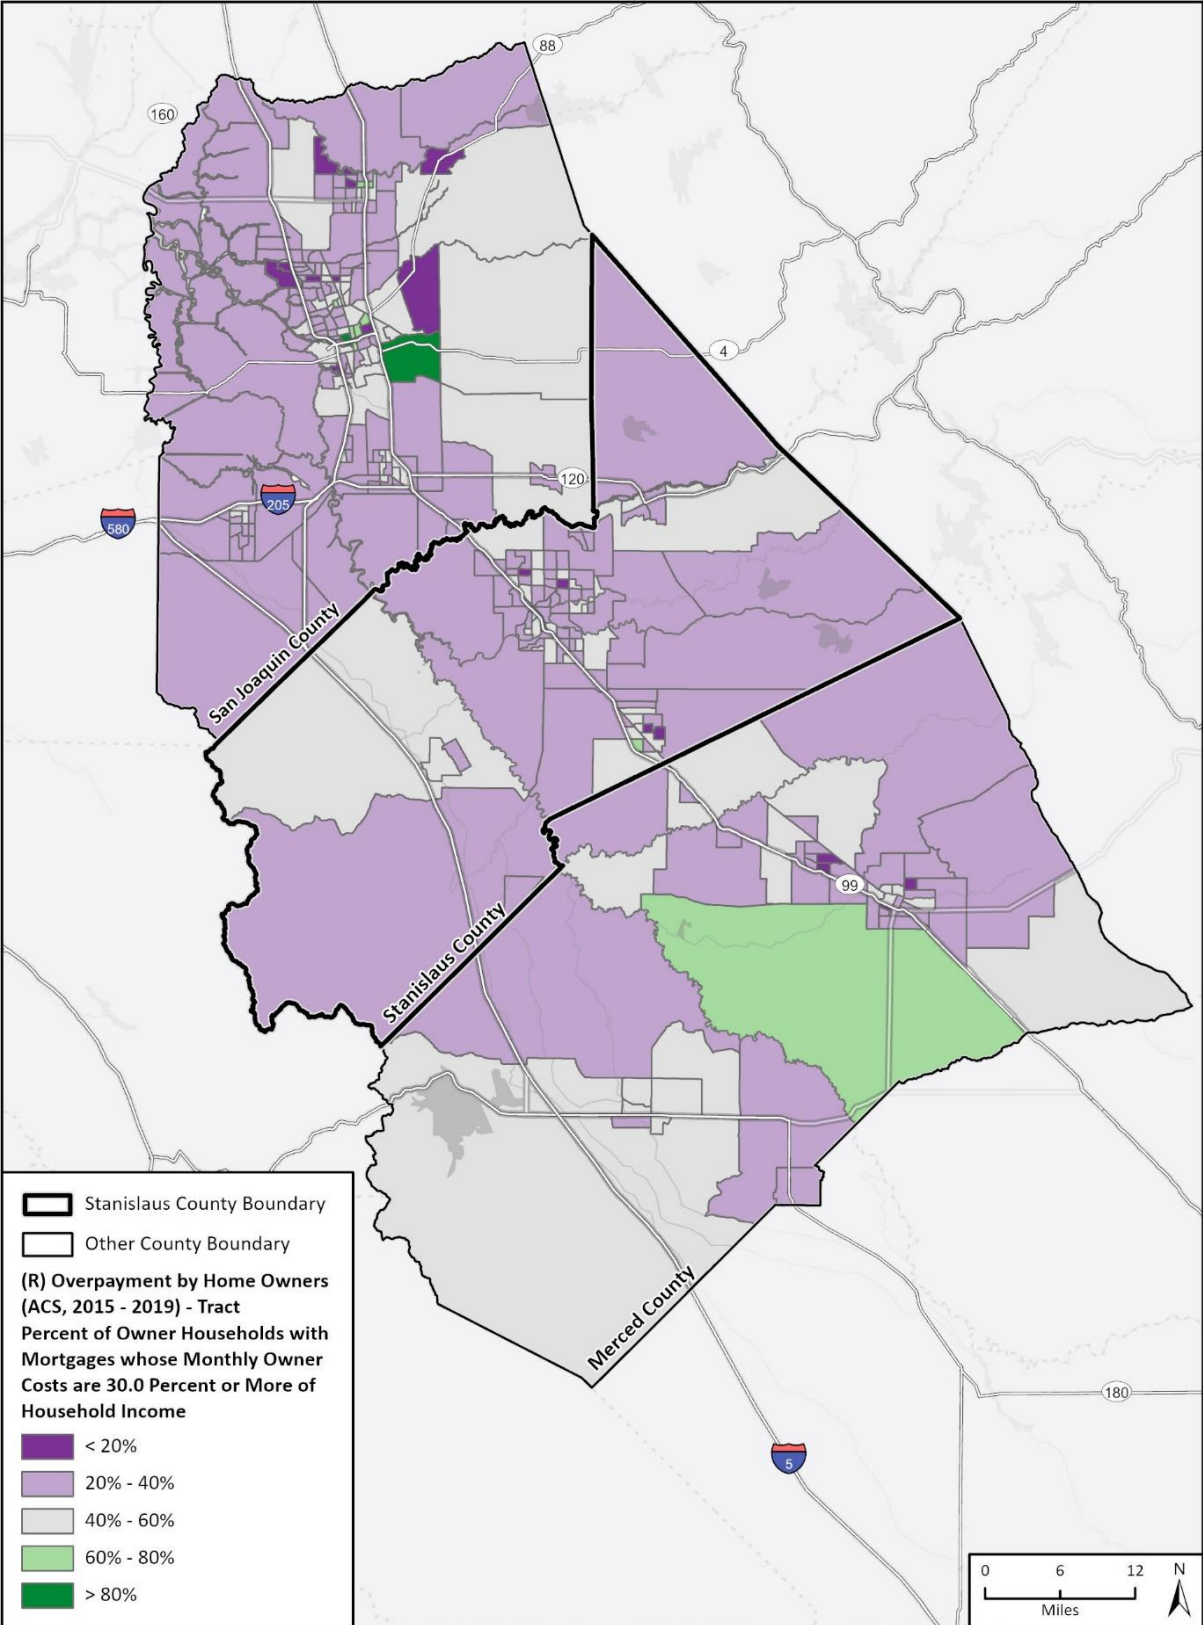 88
160
4
120
205
580
San Joaquin County
99
Stanislaus County
Merced County
180
5
Stanislaus County Boundary
Other County Boundary
(R) Overpayment by Home Owners
(ACS, 2015 - 2019) - Tract
Percent of Owner Households with
Mortgages whose Monthly Owner
Costs are 30.0 Percent or More of
Household Income
< 20%
20% - 40%
40% - 60%
60% - 80%
> 80%
0 6 12 N
Miles